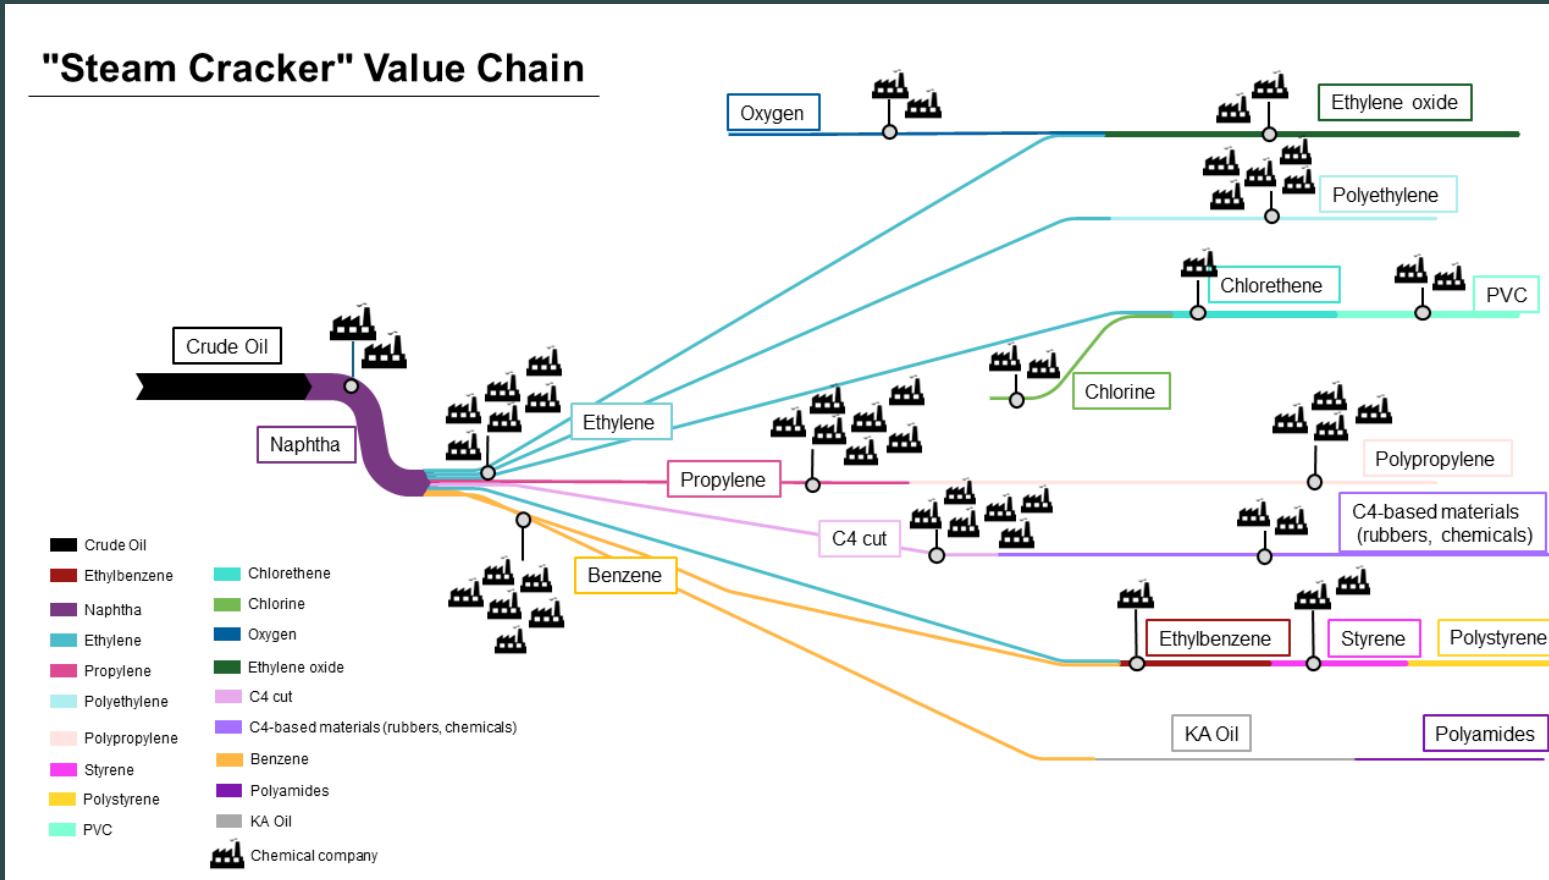 "Steam Cracker" Value Chain
Oxygen
Ethylene oxide
Polyethylene
Chlorethene
PVC
Crude Oil
Chlorine
Ethylene
Naphtha
Propylene
Polypropylene
C4 cut
C4-based materials
(rubbers, chemicals)
Benzene
Ethylbenzene
Styrene
Polystyrene
KA Oil
Polyamides
Crude Oil
Ethylbenzene
Naphtha
Ethylene
Propylene
Polyethylene
Polypropylene
Styrene
Polystyrene
PVC
Chlorethene
Chlorine
Oxygen
Ethylene oxide
C4 cut
C4-based materials (rubbers, chemicals)
Benzene
Polyamides
KA Oil
Chemical company